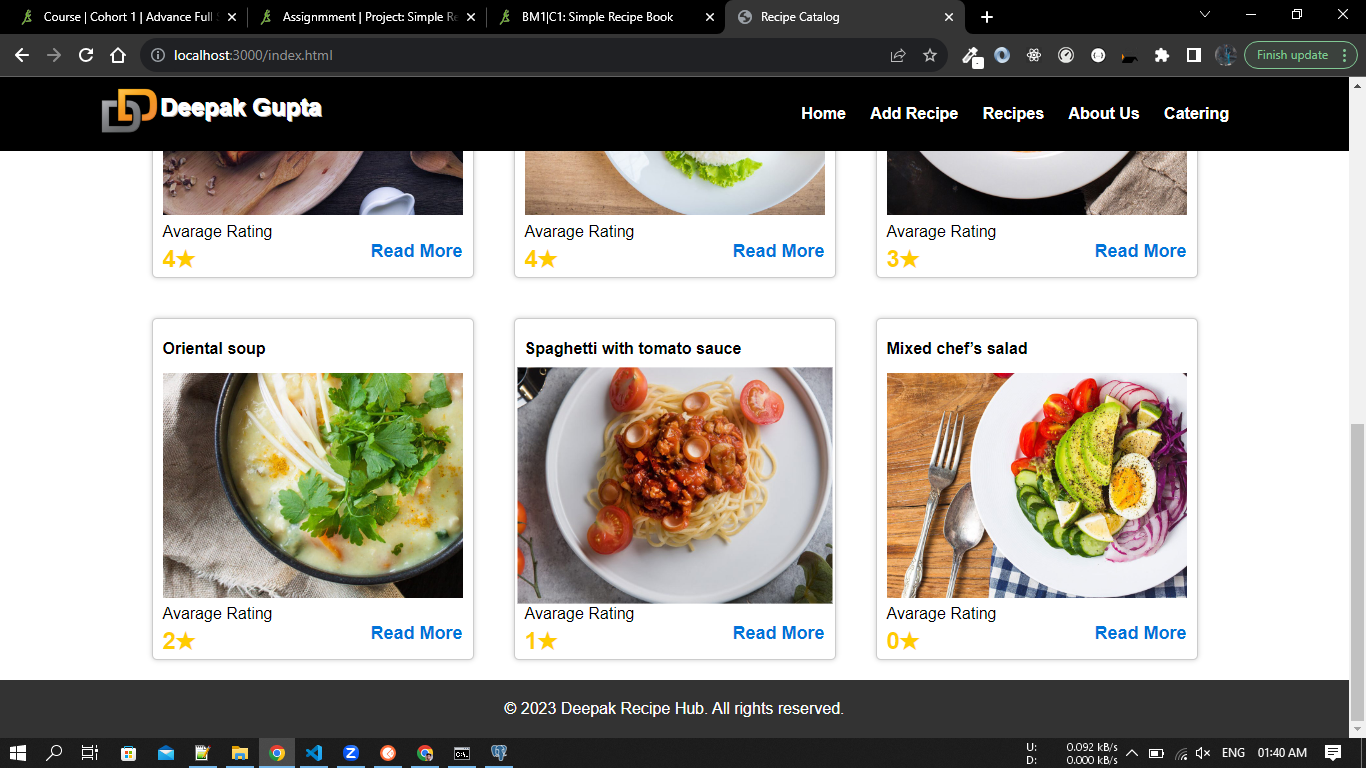 Course | Cohort 1 | Advance Full
Assignmment | Project: Simple Re
BM1|C1: Simple Recipe Book
Recipe Catalog
localhost:3000/index.html
Finish update
Deepak Gupta
Home
Add Recipe
Recipes
About Us
Catering
Avarage Rating
4★
Read More
Avarage Rating
4★
Read More
Avarage Rating
3★
Read More
Oriental soup
Spaghetti with tomato sauce
Mixed chef’s salad
Avarage Rating
2★
Read More
Avarage Rating
1★
Read More
Avarage Rating
0★
Read More
© 2023 Deepak Recipe Hub. All rights reserved.
U: 0.092 kB/s
D: 0.000 kB/s
ENG
01:40 AM